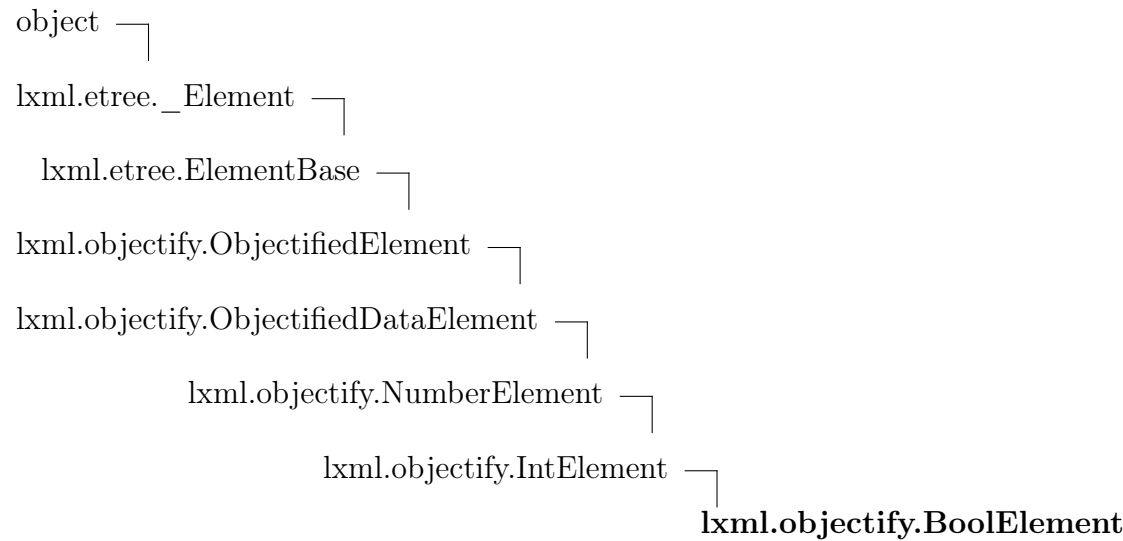 object
lxml.etree._Element
lxml.etree.ElementBase
lxml.objectify.ObjectifiedElement
lxml.objectify.ObjectifiedDataElement
lxml.objectify.NumberElement
lxml.objectify.IntElement
lxml.objectify.BoolElement